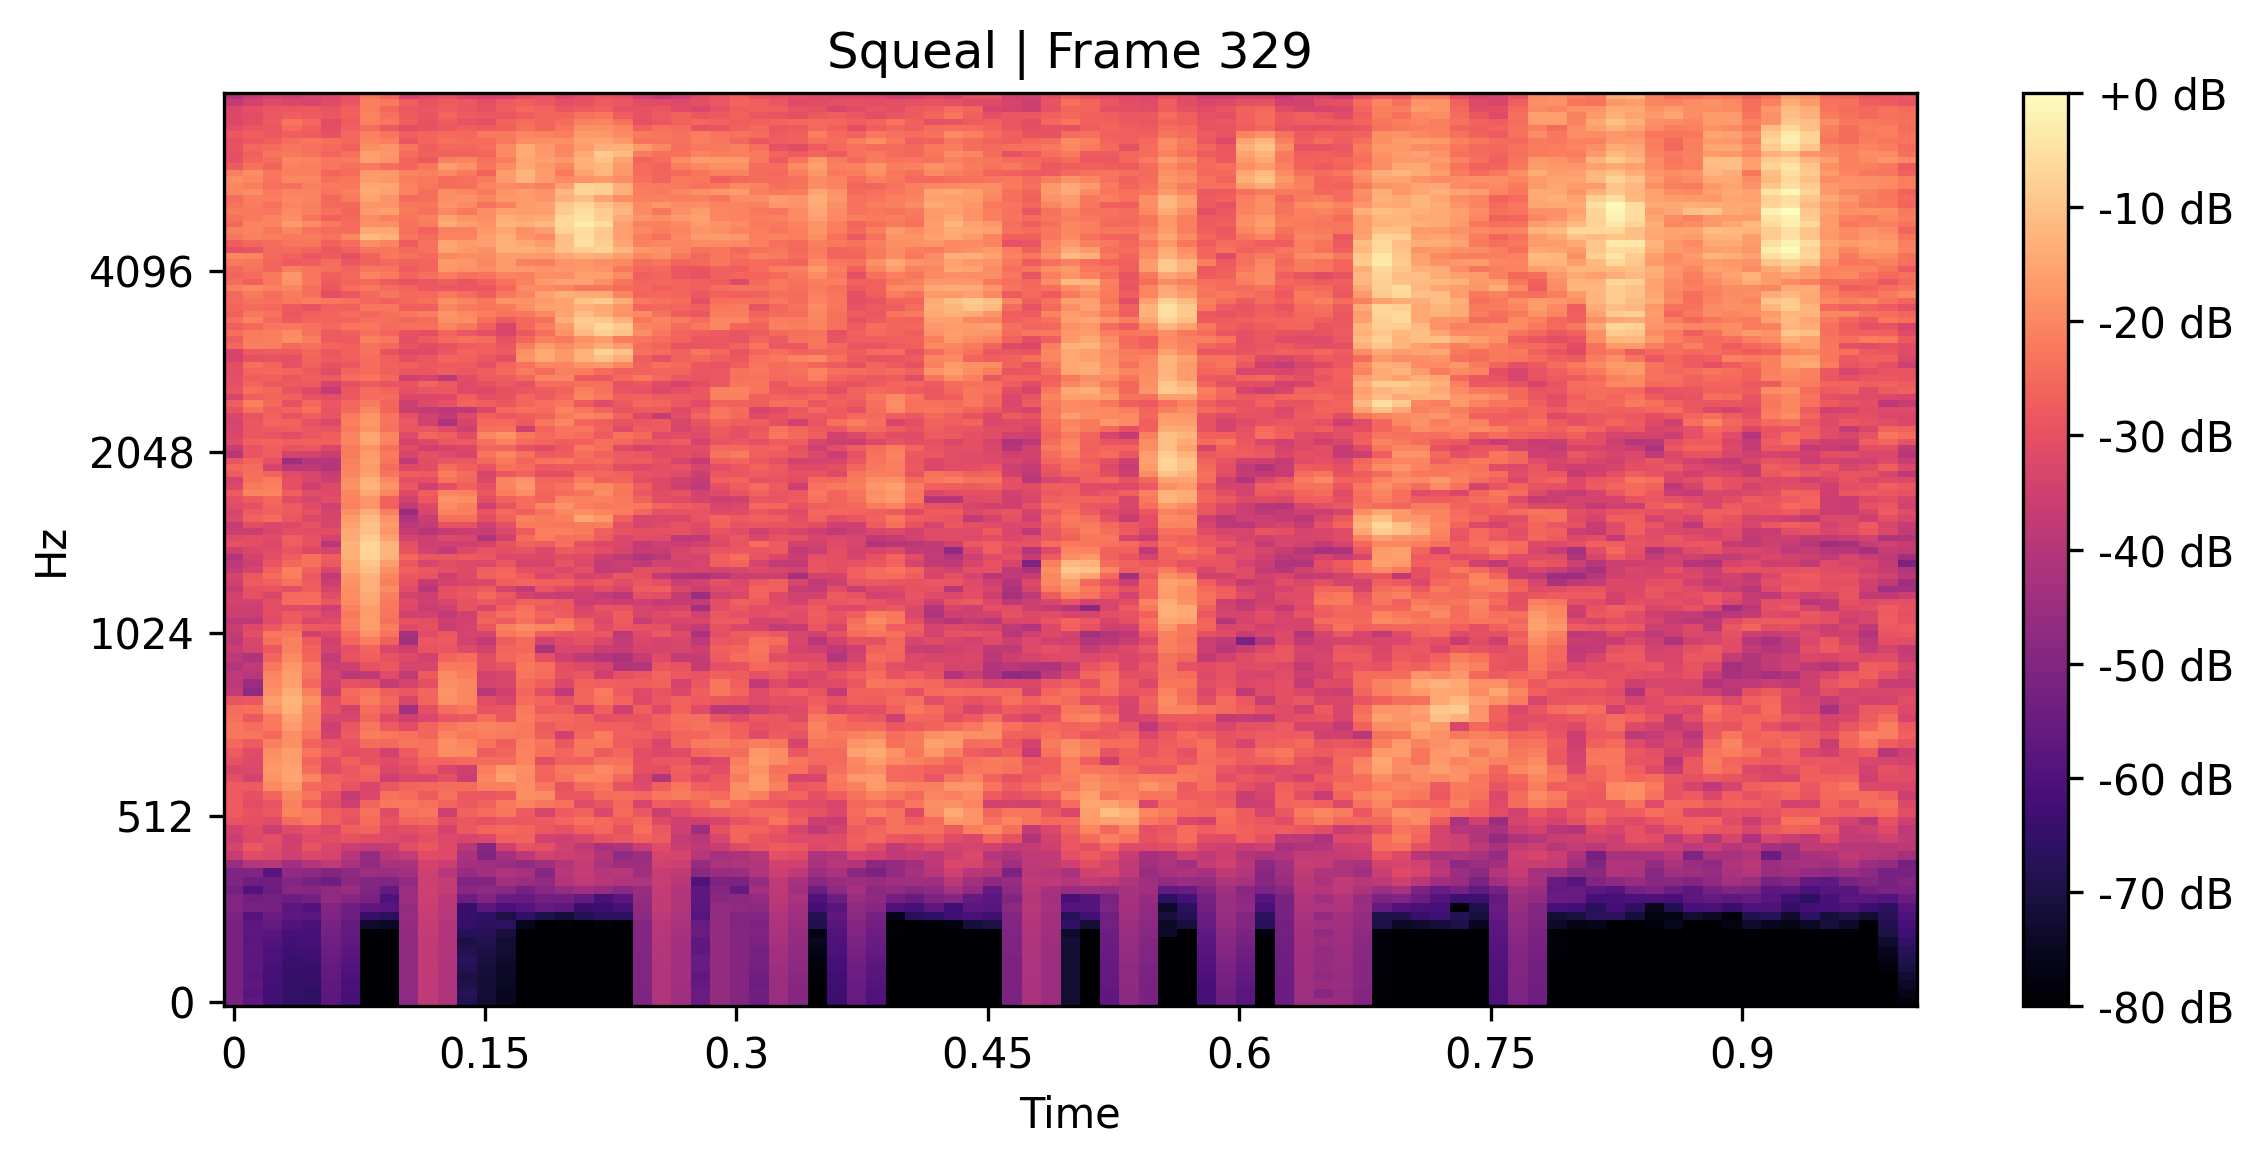 Squeal | Frame 329
+0 dB
-10 dB
-20 dB
-30 dB
-40 dB
-50 dB
-60 dB
-70 dB
-80 dB
Hz
4096
2048
1024
512
0
0 0.15 0.3 0.45 0.6 0.75 0.9
Time